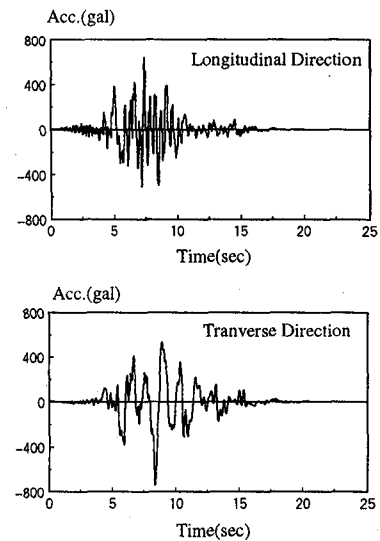 Acc.(gal)
800
Longitudinal Direction
400
0
-400
-800
0 5 10 15 20 25
Time(sec)
Acc.(gal)
800
Tranverse Direction
400
0
-400
-800
0 5 10 15 20 25
Time(sec)